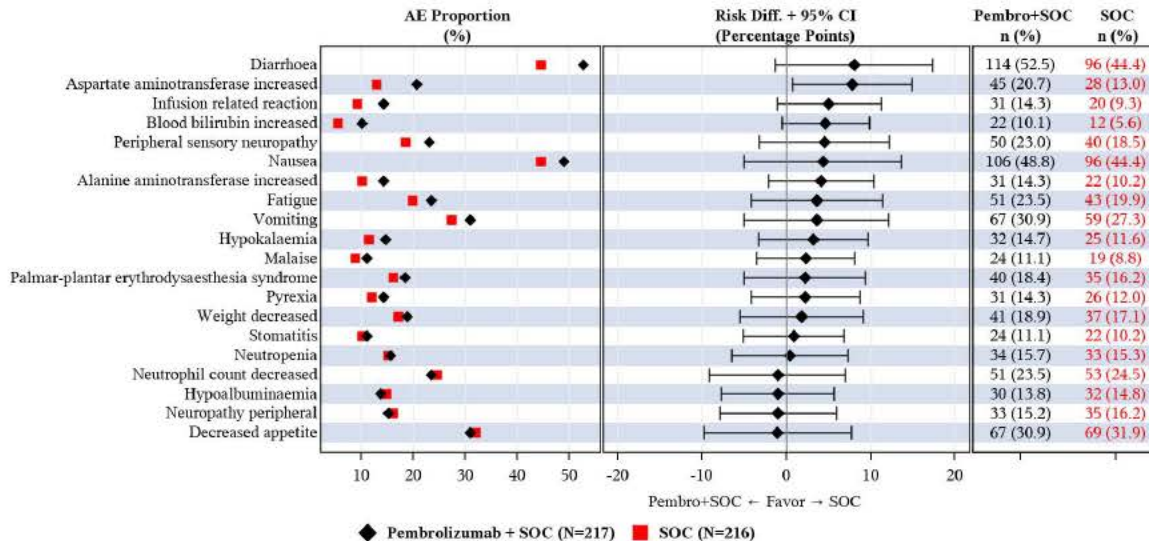 AE Proportion Risk Diff. + 95% CI Pembro+SOC SOC
(%) (Percentage Points) n (%) n (%)
Diarrhoea 114 (52.5) 96 (44.4)
Aspartate aminotransferase increased 45 (20.7) 28 (13.0)
Infusion related reaction 31 (14.3) 20 (9.3)
Blood bilirubin increased 22 (10.1) 12 (5.6)
Peripheral sensory neuropathy 50 (23.0) 40 (18.5)
Nausea 106 (48.8) 96 (44.4)
Alanine aminotransferase increased 31 (14.3) 22 (10.2)
Fatigue 51 (23.5) 43 (19.9)
Vomiting 67 (30.9) 59 (27.3)
Hypokalaemia 32 (14.7) 25 (11.6)
Malaise 24 (11.1) 19 (8.8)
Palmar-plantar erythrodysaesthesia syndrome 40 (18.4) 35 (16.2)
Pyrexia 31 (14.3) 26 (12.0)
Weight decreased 41 (18.9) 37 (17.1)
Stomatitis 24 (11.1) 22 (10.2)
Neutropenia 34 (15.7) 33 (15.3)
Neutrophil count decreased 51 (23.5) 53 (24.5)
Hypoalbuminaemia 30 (13.8) 32 (14.8)
Neuropathy peripheral 33 (15.2) 35 (16.2)
Decreased appetite 67 (30.9) 69 (31.9)
10 20 30 40 50 -20 -10 0 10 20
Pembro+SOC ← Favor → SOC
Pembrolizumab + SOC (N=217) SOC (N=216)